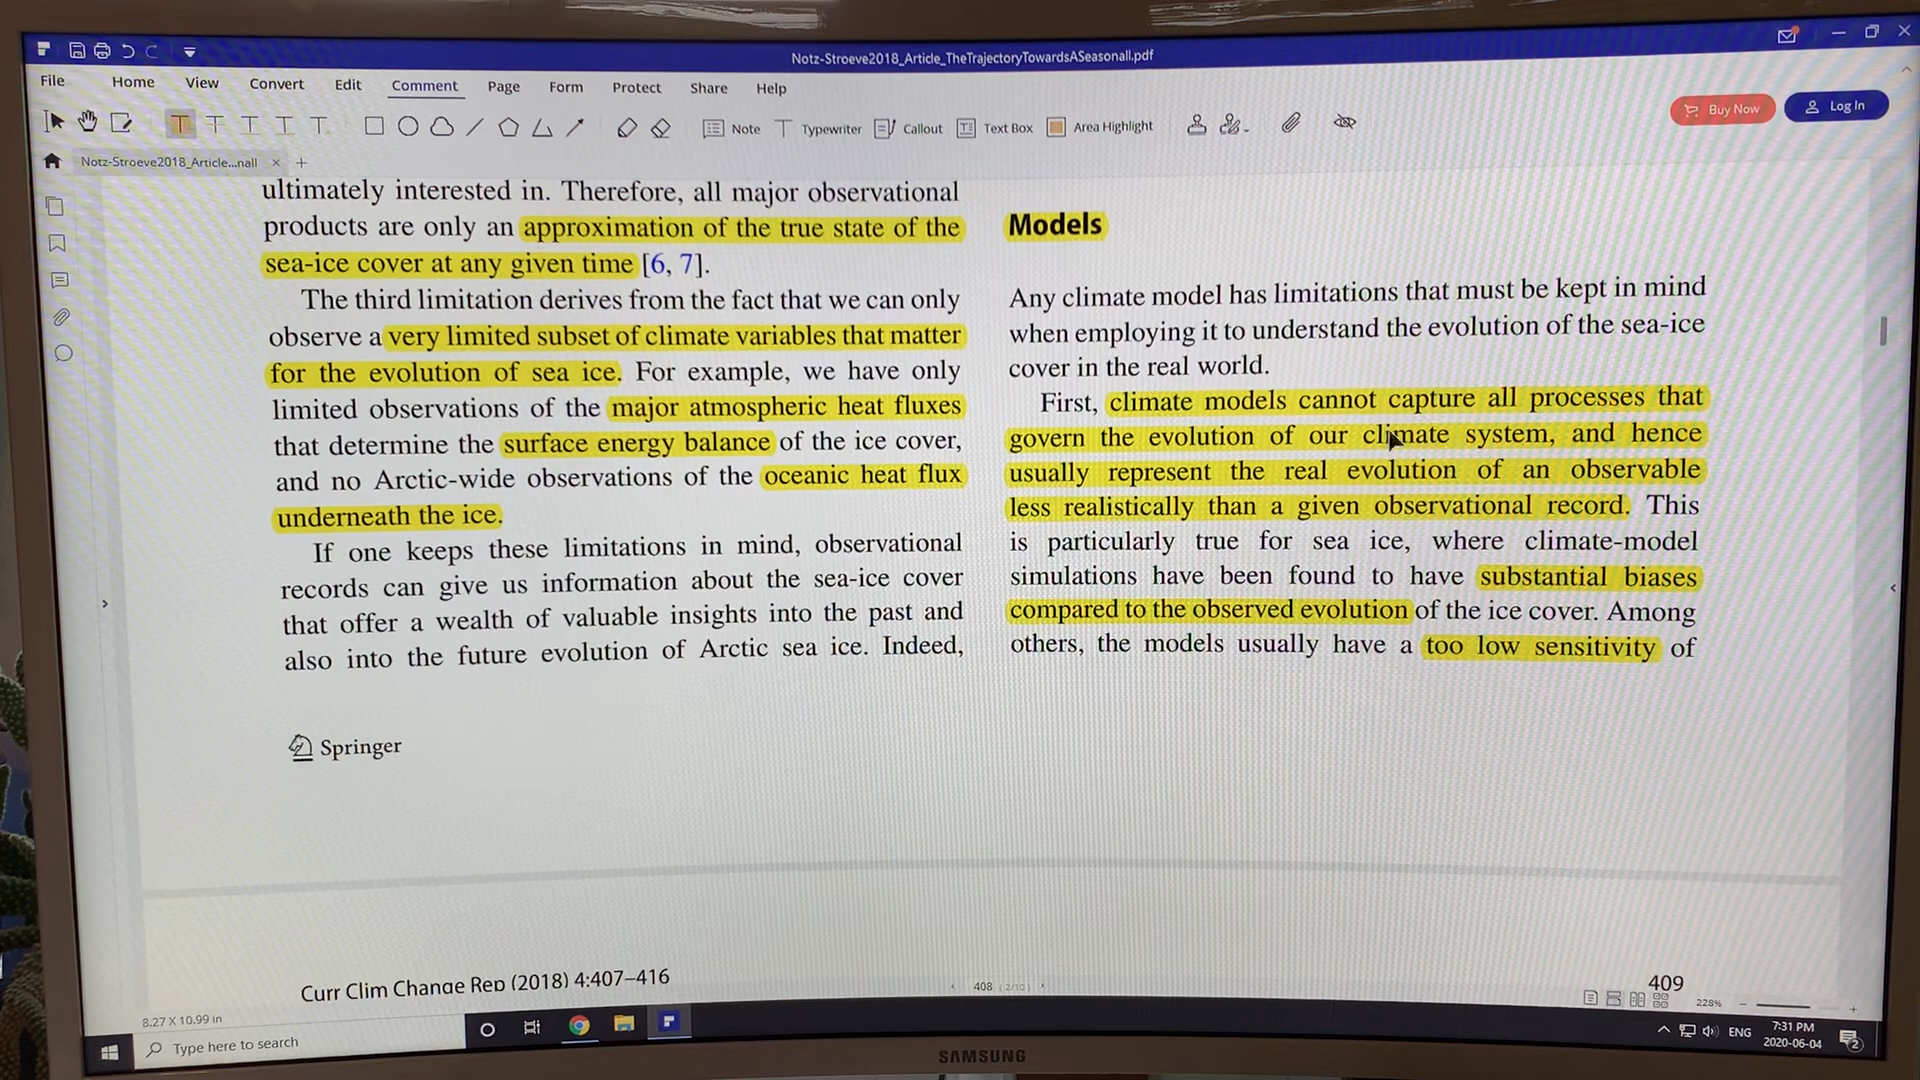 Notz-Stroeve2018_Article_TheTrajectoryTowardsASeasonall.pdf
File Home View Convert Edit Comment Page Form Protect Share Help
Buy Now
Log In
Note Typewriter Callout Text Box Area Highlight
Notz-Stroeve2018_Article...nall × +
ultimately interested in. Therefore, all major observational
products are only an approximation of the true state of the
sea-ice cover at any given time [6, 7].
The third limitation derives from the fact that we can only
observe a very limited subset of climate variables that matter
for the evolution of sea ice. For example, we have only
limited observations of the major atmospheric heat fluxes
that determine the surface energy balance of the ice cover,
and no Arctic-wide observations of the oceanic heat flux
underneath the ice.
If one keeps these limitations in mind, observational
records can give us information about the sea-ice cover
that offer a wealth of valuable insights into the past and
also into the future evolution of Arctic sea ice. Indeed,
Springer
Models
Any climate model has limitations that must be kept in mind
when employing it to understand the evolution of the sea-ice
cover in the real world.
First, climate models cannot capture all processes that
govern the evolution of our climate system, and hence
usually represent the real evolution of an observable
less realistically than a given observational record. This
is particularly true for sea ice, where climate-model
simulations have been found to have substantial biases
compared to the observed evolution of the ice cover. Among
others, the models usually have a too low sensitivity of
Curr Clim Change Rep (2018) 4:407–416
409
408 (2/10)
228%
8.27 X 10.99 in
Type here to search
ENG
7:31 PM
2020-06-04
2
SAMSUNG